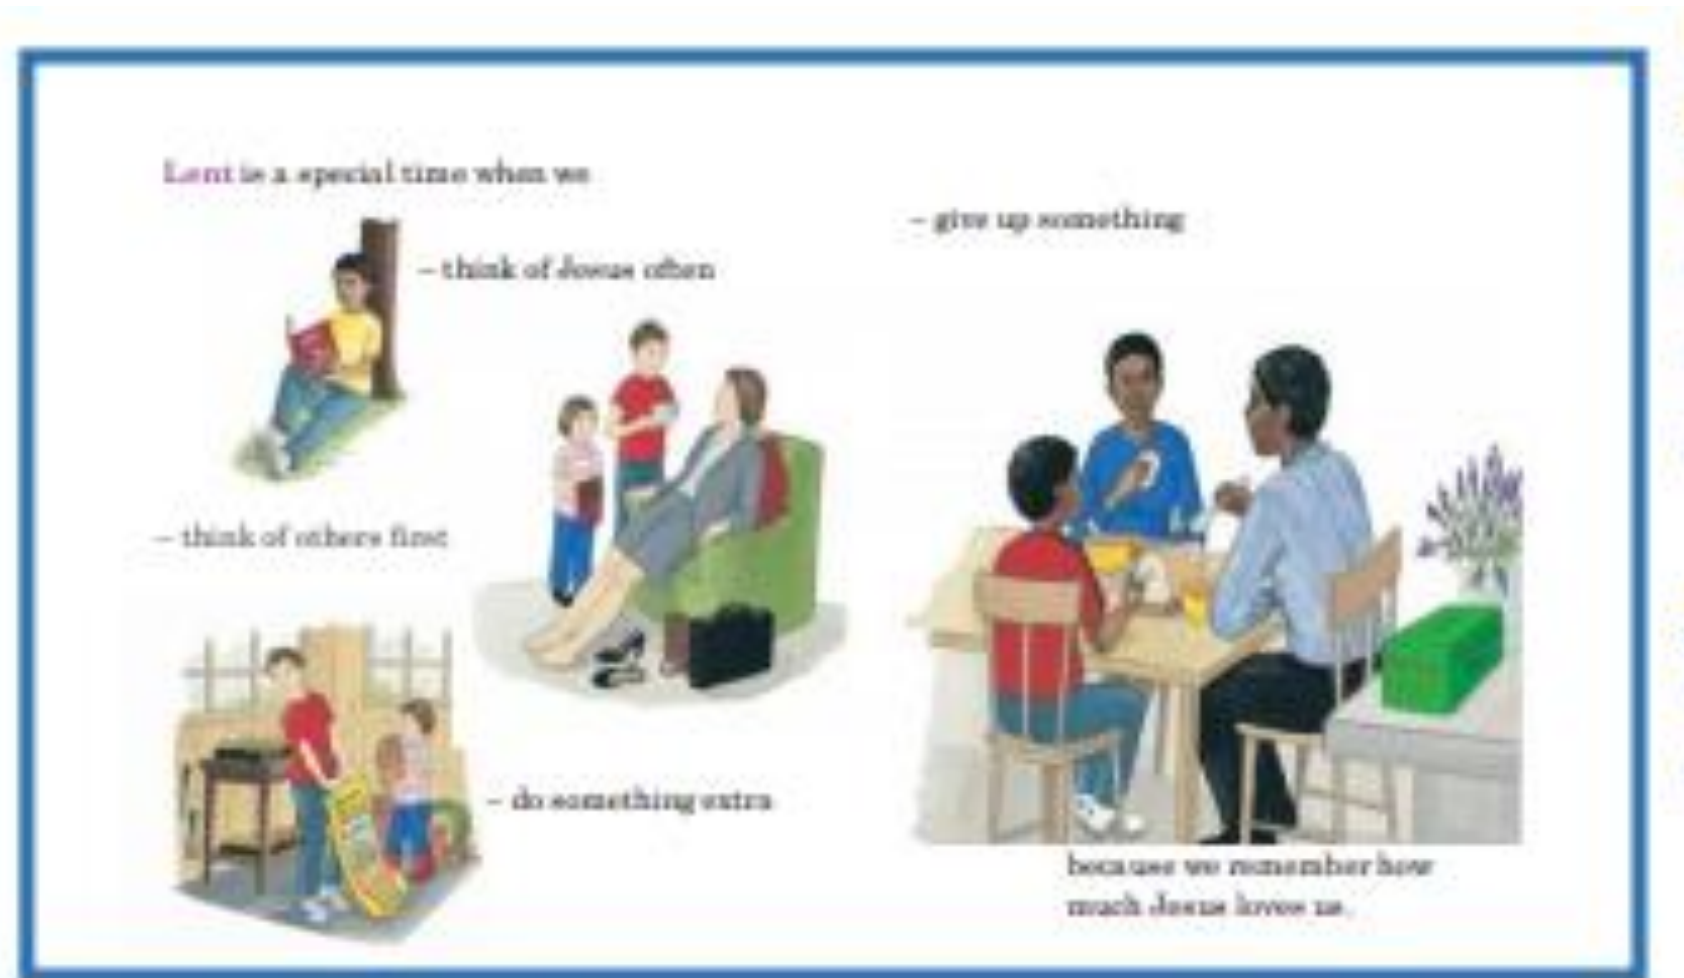 Lent is a special time when we
– think of Jesus often
– think of others first
– do something extra
– give up something
because we remember how
much Jesus loves us.